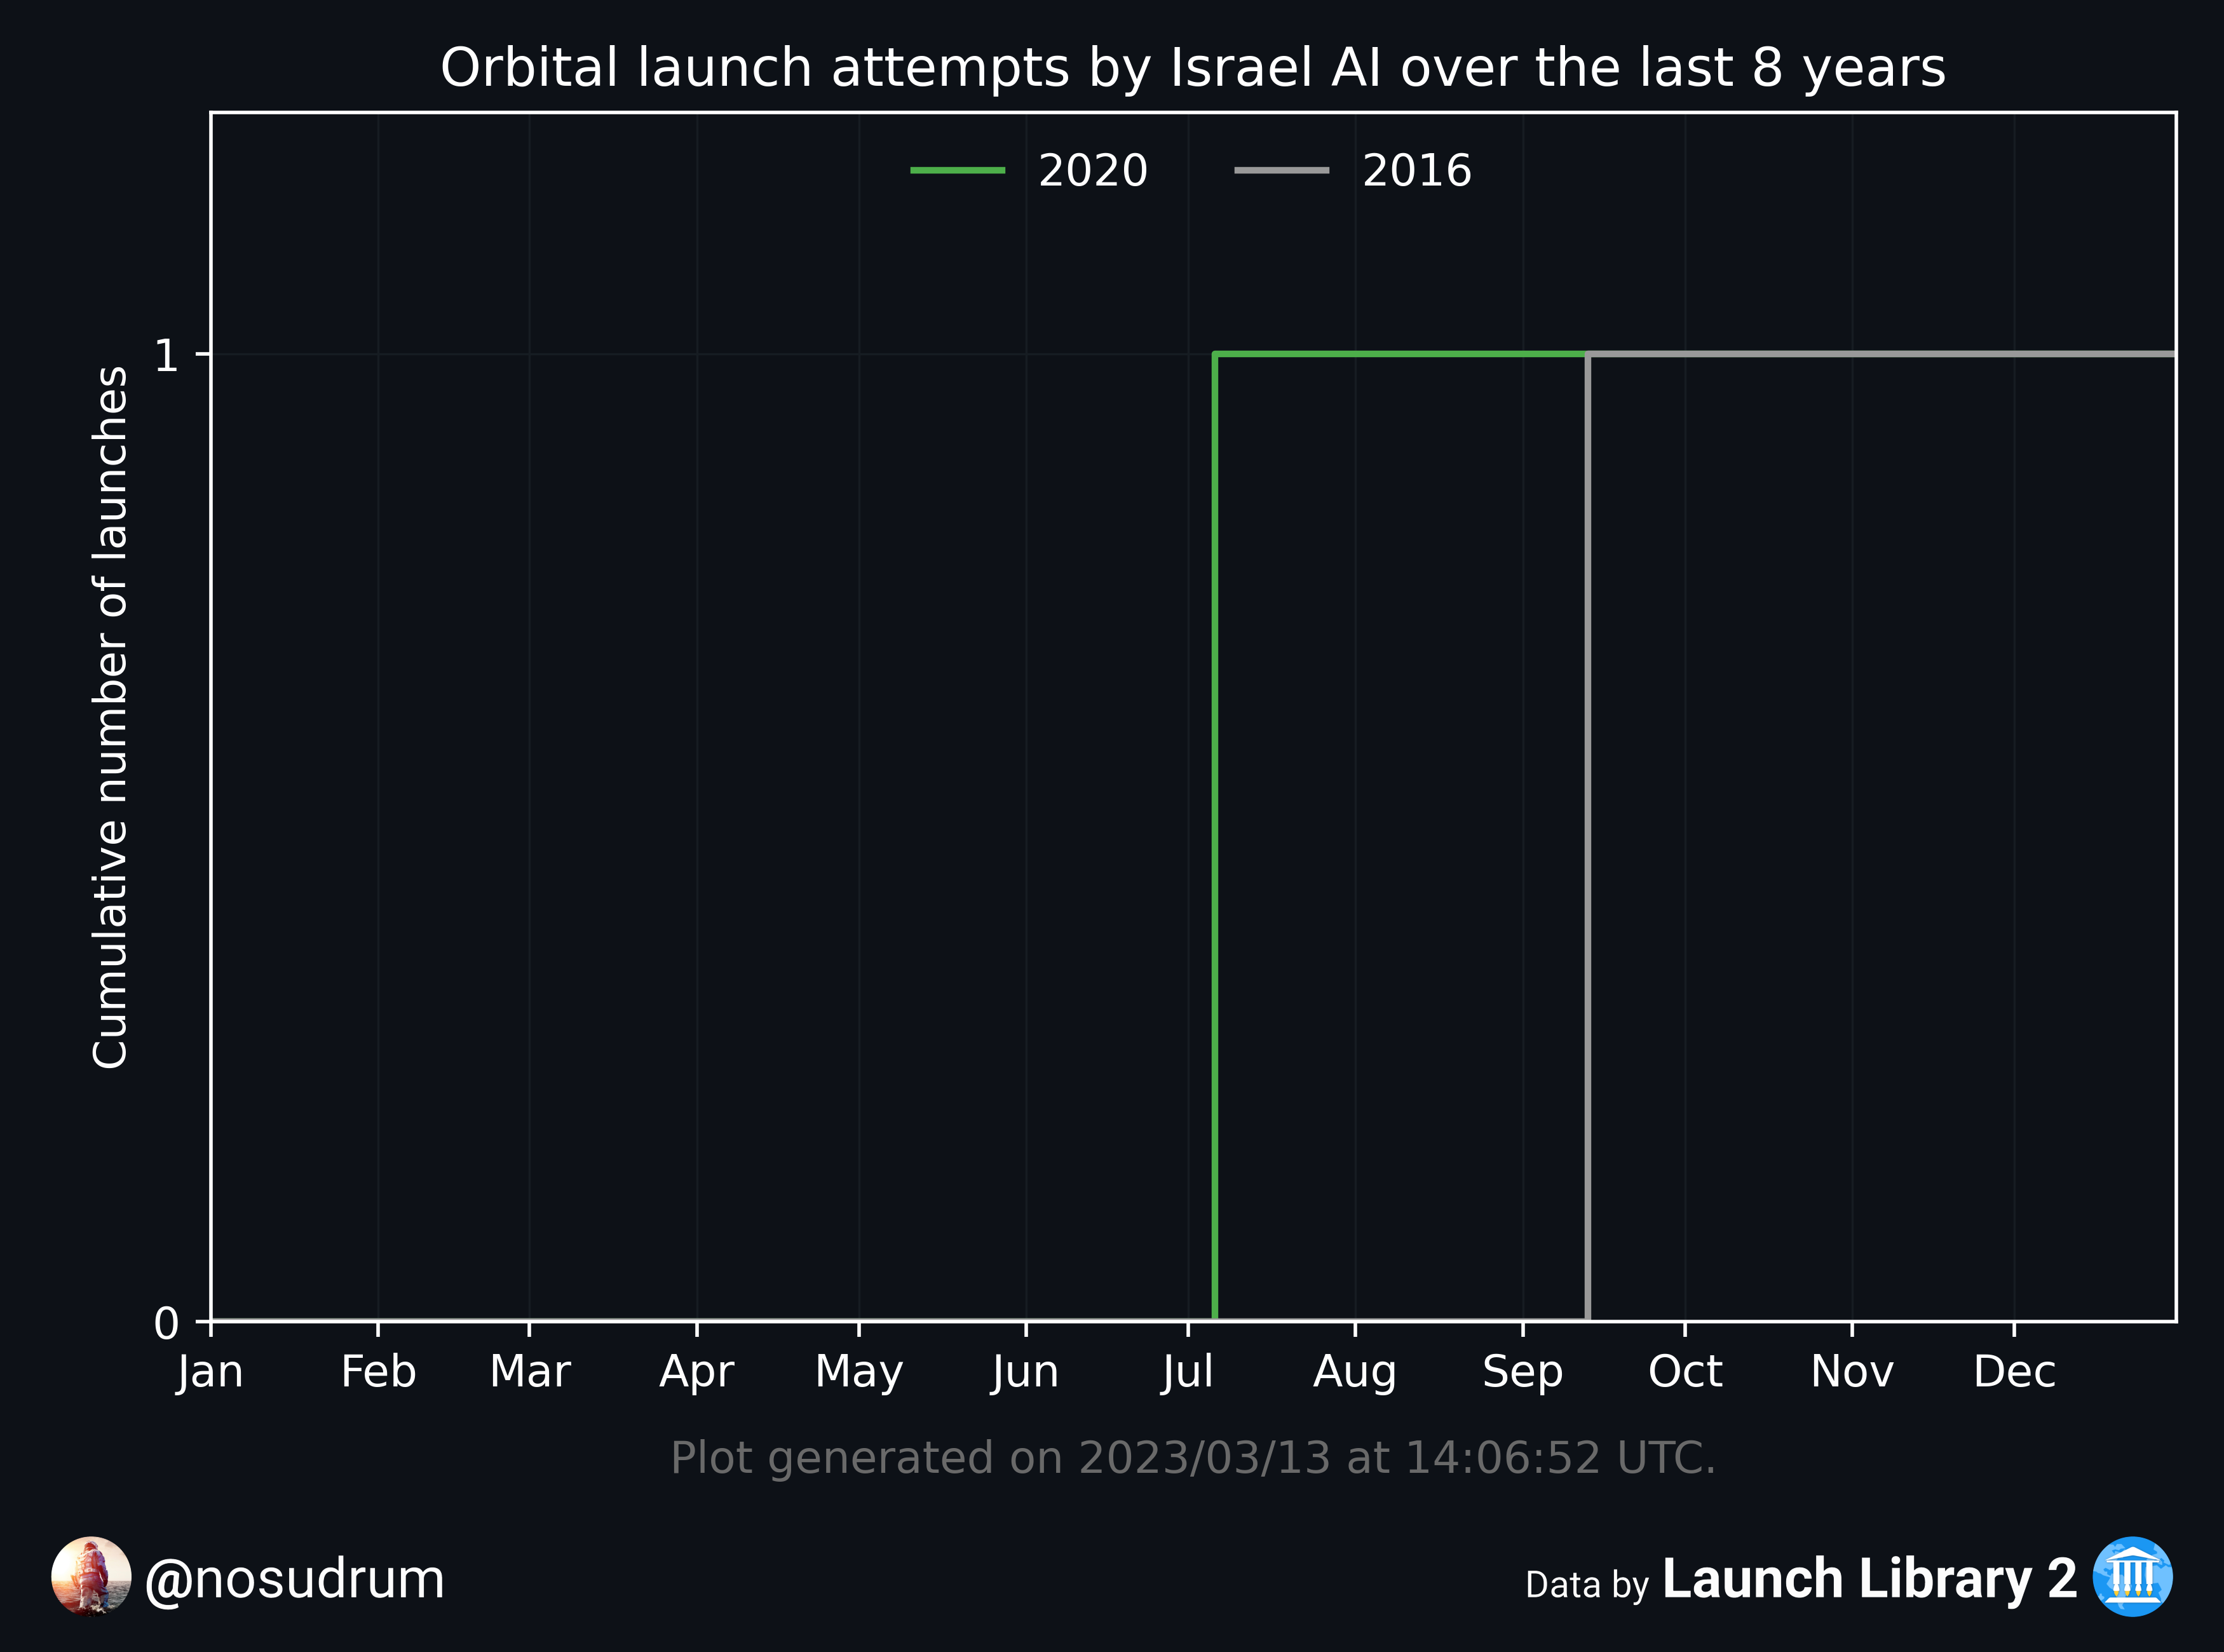 Orbital launch attempts by Israel AI over the last 8 years
2020
2016
Cumulative number of launches
1
0
Jan Feb Mar Apr May Jun Jul Aug Sep Oct Nov Dec
Plot generated on 2023/03/13 at 14:06:52 UTC.
@nosudrum
Data by Launch Library 2